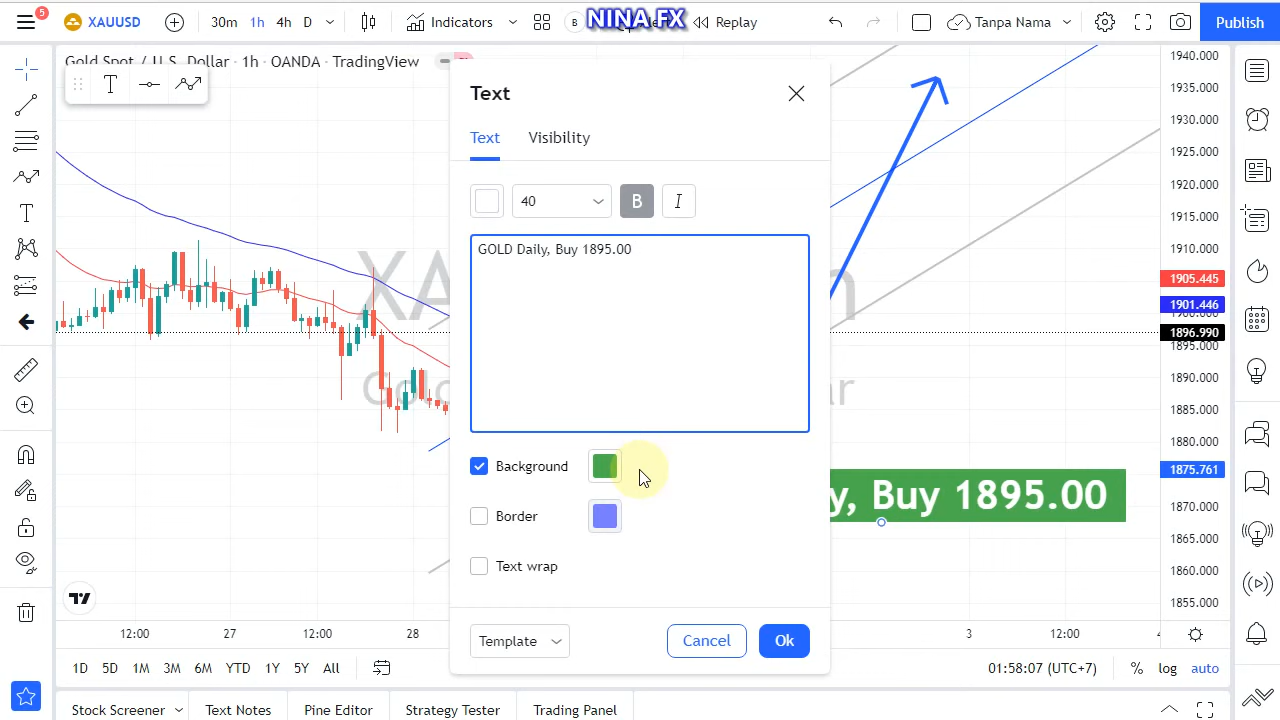 5
XAUUSD
30m 1h 4h D
Indicators
B
NINA FX
Replay
Tanpa Nama
Publish
Gold Spot / U.S. Dollar · 1h · OANDA · TradingView
T
Text
Text Visibility
40
B
I
GOLD Daily, Buy 1895.00
Background
Border
Text wrap
Template
Cancel
Ok
y, Buy 1895.00
1940.000
1935.000
1930.000
1925.000
1920.000
1915.000
1910.000
1905.445
1901.446
1896.990
1895.000
1890.000
1885.000
1880.000
1875.761
1870.000
1865.000
1860.000
1855.000
12:00 27 12:00 28 3 12:00
1D 5D 1M 3M 6M YTD 1Y 5Y All
01:58:07 (UTC+7) % log auto
Stock Screener Text Notes Pine Editor Strategy Tester Trading Panel